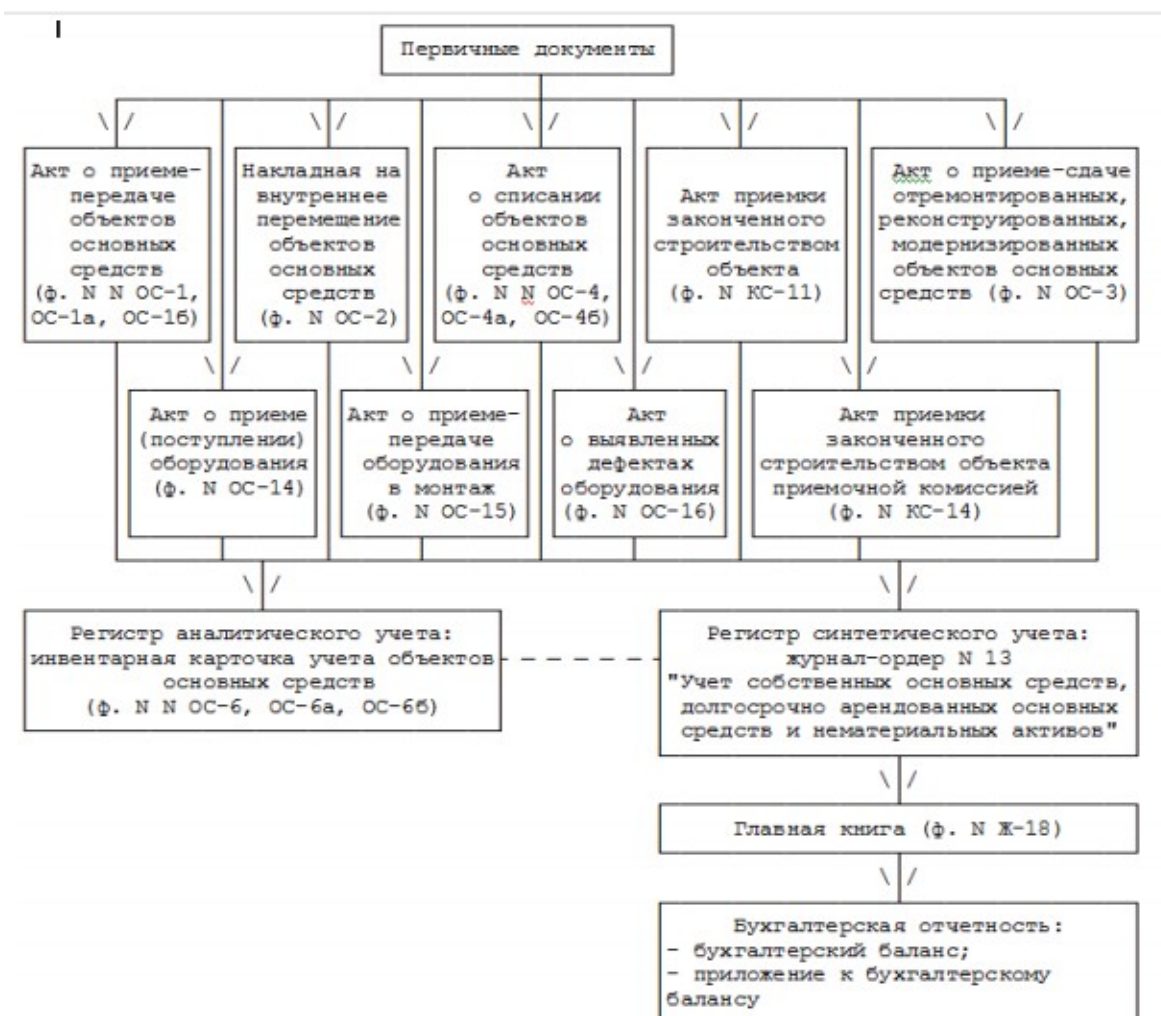 Первичные документы
Акт о приеме-
передаче
объектов
основных
средств
(ф. N N ОС-1,
ОС-1а, ОС-1б)
Накладная на
внутреннее
перемещение
объектов
основных
средств
(ф. N ОС-2)
Акт
о списании
объектов
основных
средств
(ф. N N ОС-4,
ОС-4а, ОС-4б)
Акт приемки
законченного
строительством
объекта
(ф. N КС-11)
Акт о приеме-сдаче
отремонтированных,
реконструированных,
модернизированных
объектов основных
средств (ф. N ОС-3)
Акт о приеме
(поступлении)
оборудования
(ф. N ОС-14)
Акт о приеме-
передаче
оборудования
в монтаж
(ф. N ОС-15)
Акт
о выявленных
дефектах
оборудования
(ф. N ОС-16)
Акт приемки
законченного
строительством объекта
приемочной комиссией
(ф. N КС-14)
Регистр аналитического учета:
инвентарная карточка учета объектов
основных средств
(ф. N N ОС-6, ОС-6а, ОС-6б)
Регистр синтетического учета:
журнал-ордер N 13
"Учет собственных основных средств,
долгосрочно арендованных основных
средств и нематериальных активов"
Главная книга (ф. N Ж-18)
Бухгалтерская отчетность:
- бухгалтерский баланс;
- приложение к бухгалтерскому
балансу